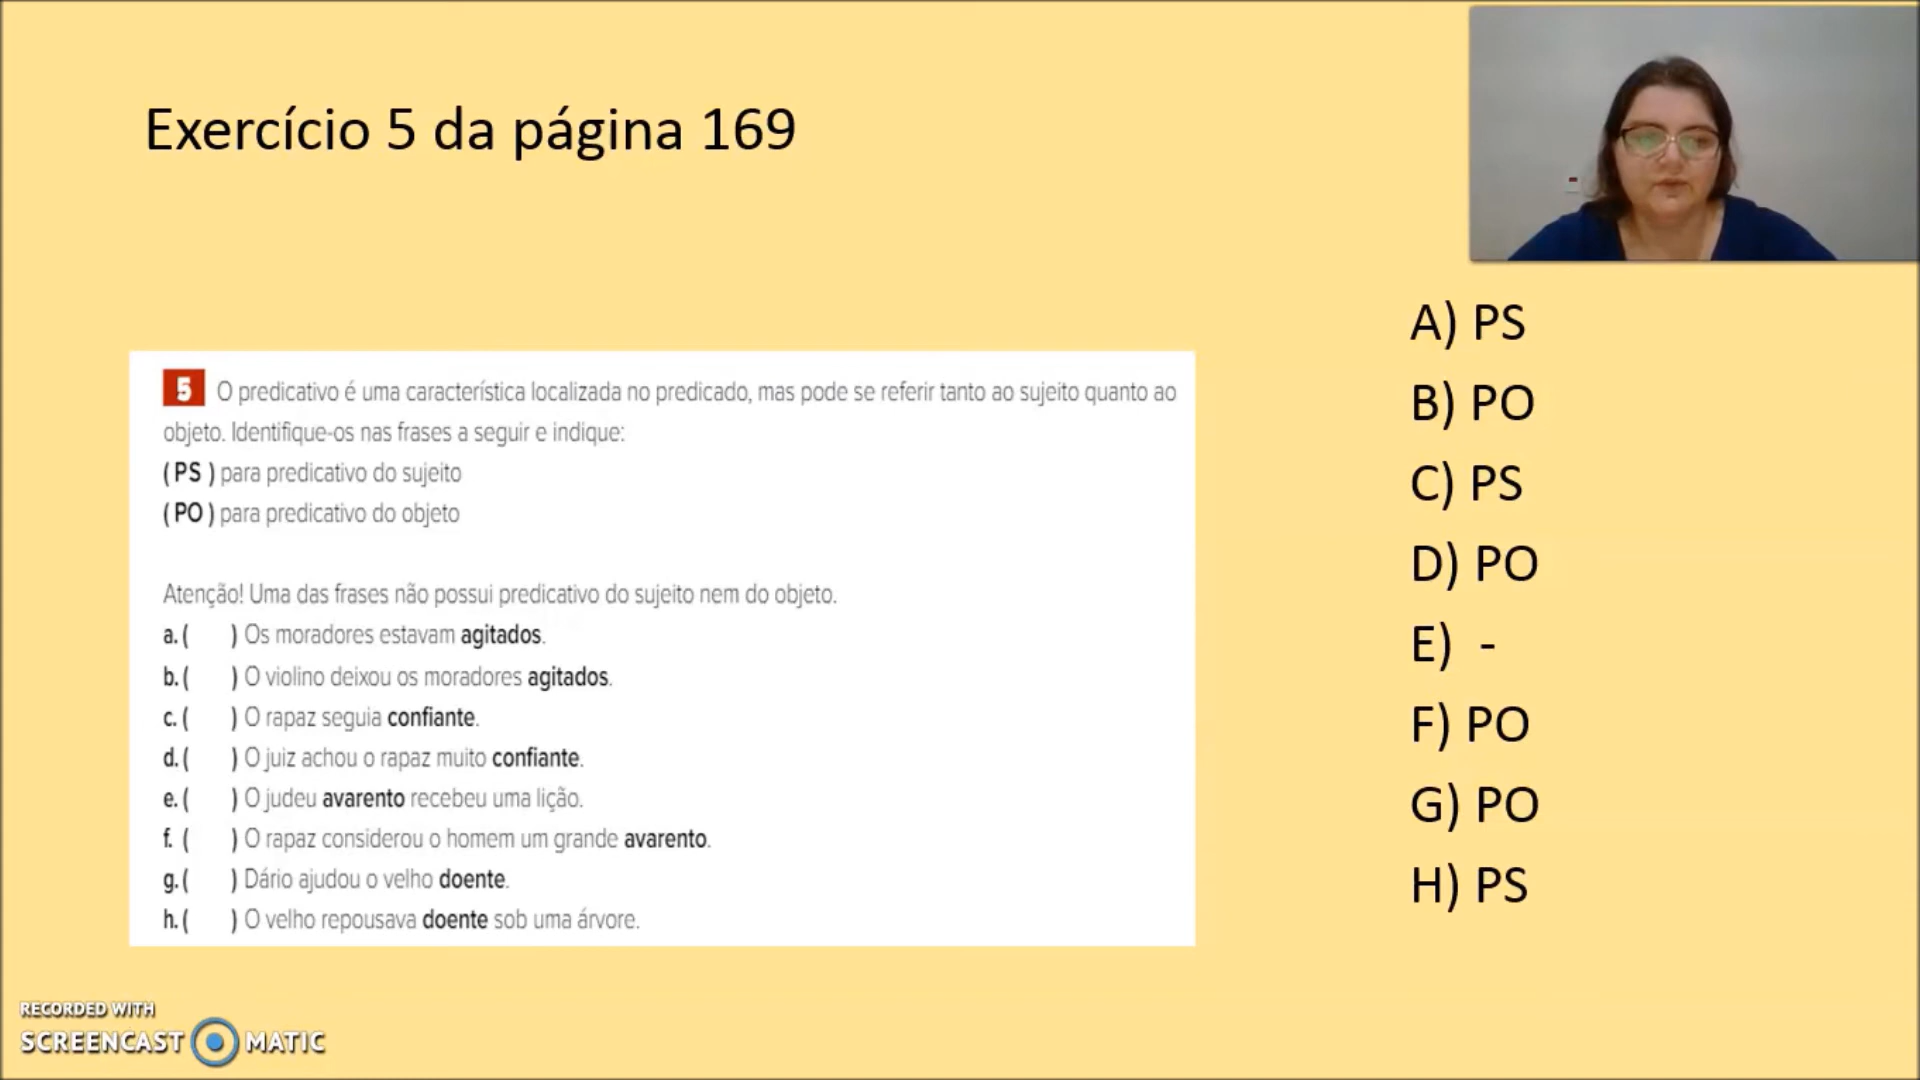 Exercício 5 da página 169
5 O predicativo é uma característica localizada no predicado, mas pode se referir tanto ao sujeito quanto ao
objeto. Identifique-os nas frases a seguir e indique:
( PS ) para predicativo do sujeito
( PO ) para predicativo do objeto
Atenção! Uma das frases não possui predicativo do sujeito nem do objeto.
a. ( ) Os moradores estavam agitados.
b. ( ) O violino deixou os moradores agitados.
c. ( ) O rapaz seguia confiante.
d. ( ) O juiz achou o rapaz muito confiante.
e. ( ) O judeu avarento recebeu uma lição.
f. ( ) O rapaz considerou o homem um grande avarento.
g. ( ) Dário ajudou o velho doente.
h. ( ) O velho repousava doente sob uma árvore.
A) PS
B) PO
C) PS
D) PO
E) -
F) PO
G) PO
H) PS
RECORDED WITH
SCREENCAST MATIC